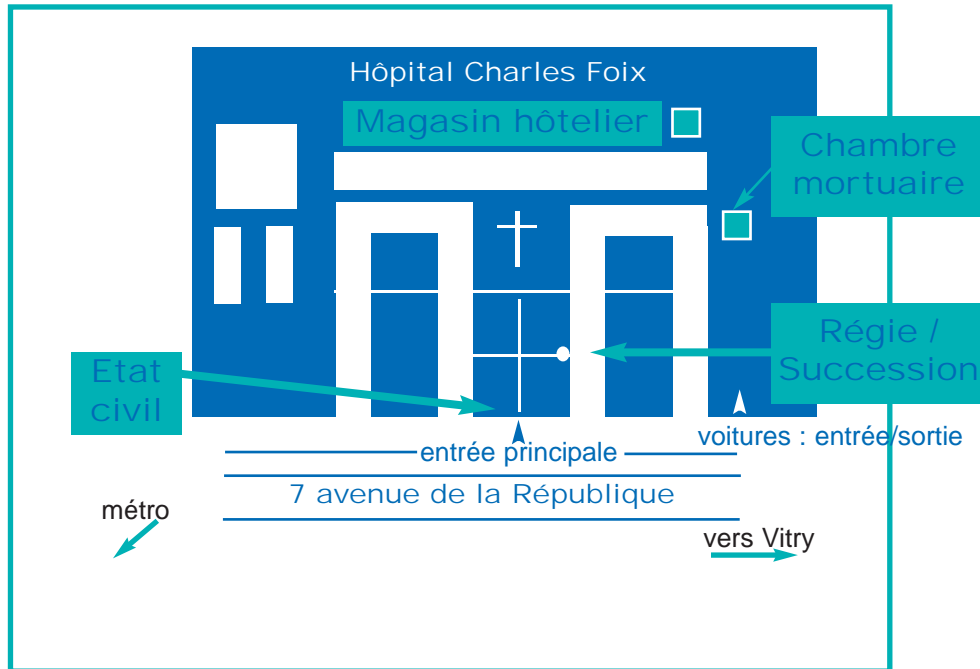 Hôpital Charles Foix
Magasin hôtelier
Chambre
mortuaire
Régie /
Succession
Etat
civil
voitures : entrée/sortie
entrée principale
7 avenue de la République
métro
vers Vitry